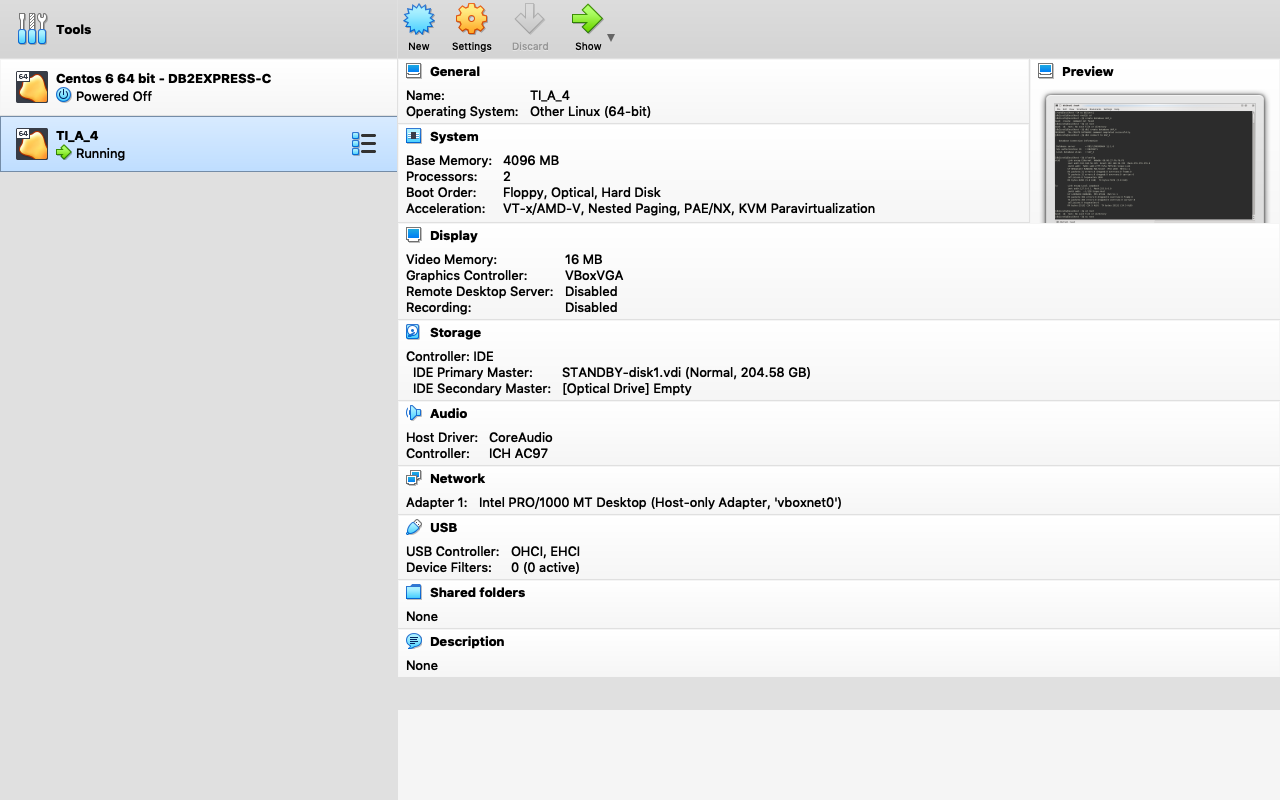 Tools
New
Settings
Discard
Show
64
Centos 6 64 bit - DB2EXPRESS-C
Powered Off
64
TI_A_4
Running
General
Name: TI_A_4
Operating System: Other Linux (64-bit)
System
Base Memory: 4096 MB
Processors: 2
Boot Order: Floppy, Optical, Hard Disk
Acceleration: VT-x/AMD-V, Nested Paging, PAE/NX, KVM Paravirtualization
Preview
Display
Video Memory: 16 MB
Graphics Controller: VBoxVGA
Remote Desktop Server: Disabled
Recording: Disabled
Storage
Controller: IDE
IDE Primary Master: STANDBY-disk1.vdi (Normal, 204.58 GB)
IDE Secondary Master: [Optical Drive] Empty
Audio
Host Driver: CoreAudio
Controller: ICH AC97
Network
Adapter 1: Intel PRO/1000 MT Desktop (Host-only Adapter, 'vboxnet0')
USB
USB Controller: OHCI, EHCI
Device Filters: 0 (0 active)
Shared folders
None
Description
None